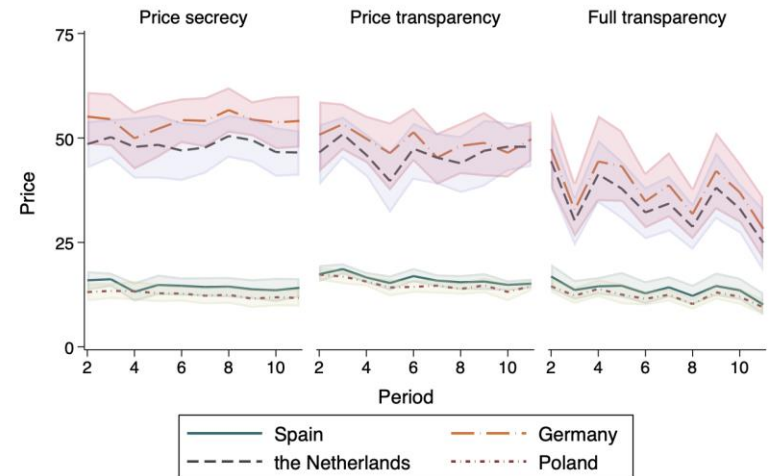 Price secrecy Price transparency Full transparency
75
50
25
0
Price
2 4 6 8 10 2 4 6 8 10 2 4 6 8 10
Period
Spain Germany
the Netherlands Poland